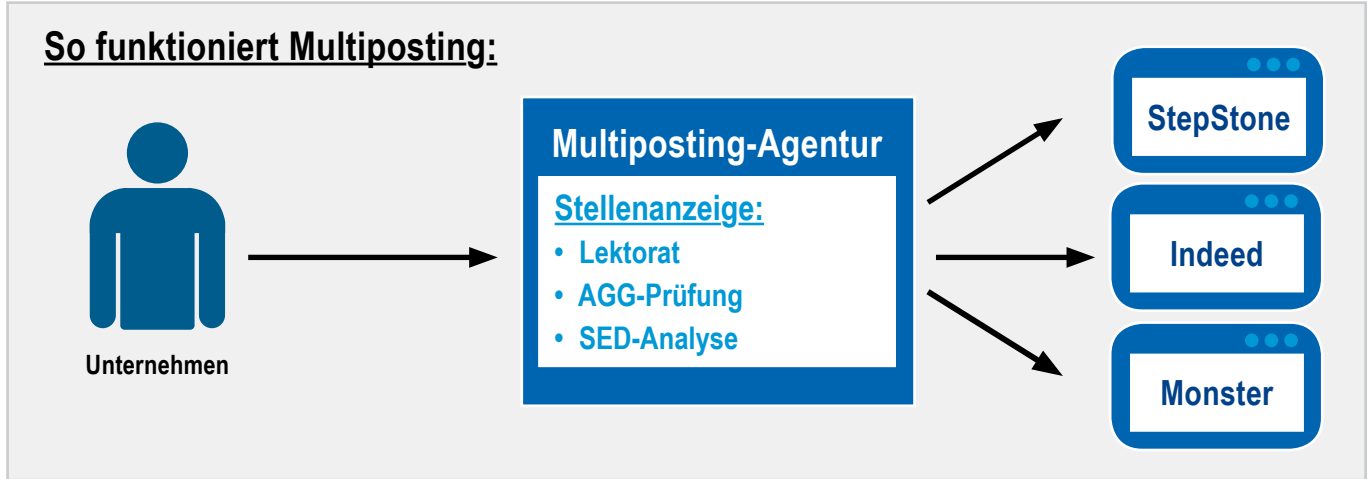 So funktioniert Multiposting:
Unternehmen
Multiposting-Agentur
Stellenanzeige:
• Lektorat
• AGG-Prüfung
• SED-Analyse
StepStone
Indeed
Monster